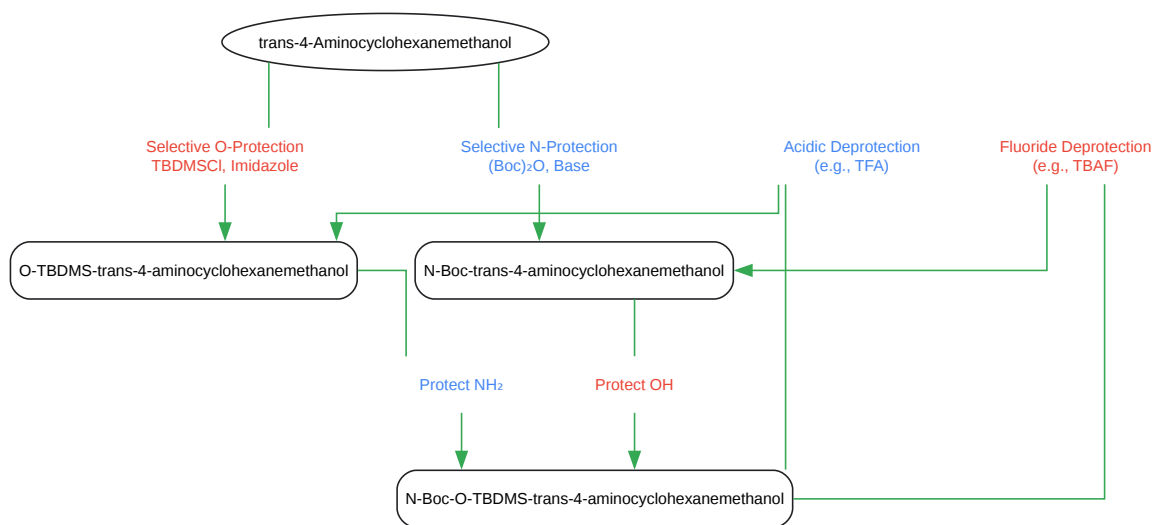 trans-4-Aminocyclohexanemethanol
Selective O-Protection
TBDMSCl, Imidazole
Selective N-Protection
(Boc)₂O, Base
Acidic Deprotection
(e.g., TFA)
Fluoride Deprotection
(e.g., TBAF)
O-TBDMS-trans-4-aminocyclohexanemethanol
N-Boc-trans-4-aminocyclohexanemethanol
Protect NH₂
Protect OH
N-Boc-O-TBDMS-trans-4-aminocyclohexanemethanol